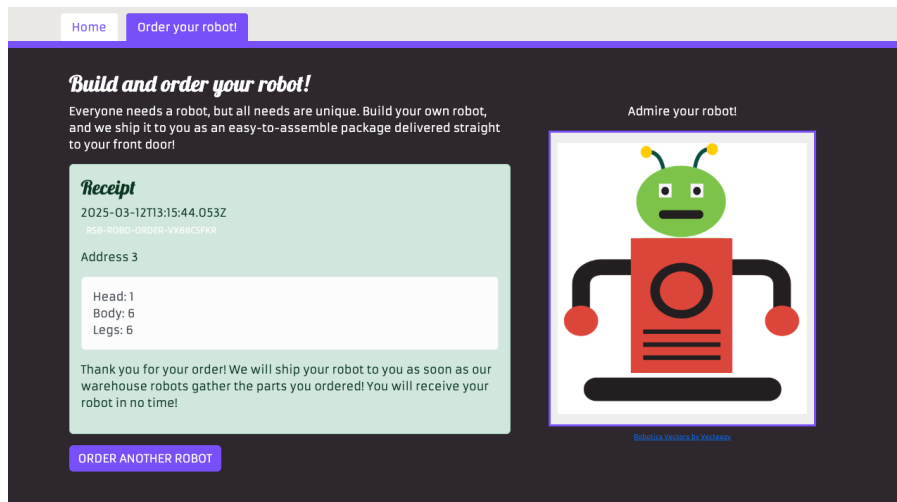 Home
Order your robot!
Build and order your robot!
Everyone needs a robot, but all needs are unique. Build your own robot,
and we ship it to you as an easy-to-assemble package delivered straight
to your front door!
Receipt
2025-03-12T13:15:44.053Z
RSB-ROBO-ORDER-VX68CSFKR
Address 3
Head: 1
Body: 6
Legs: 6
Thank you for your order! We will ship your robot to you as soon as our
warehouse robots gather the parts you ordered! You will receive your
robot in no time!
ORDER ANOTHER ROBOT
Admire your robot!
Robotics Vectors by Vecteezy